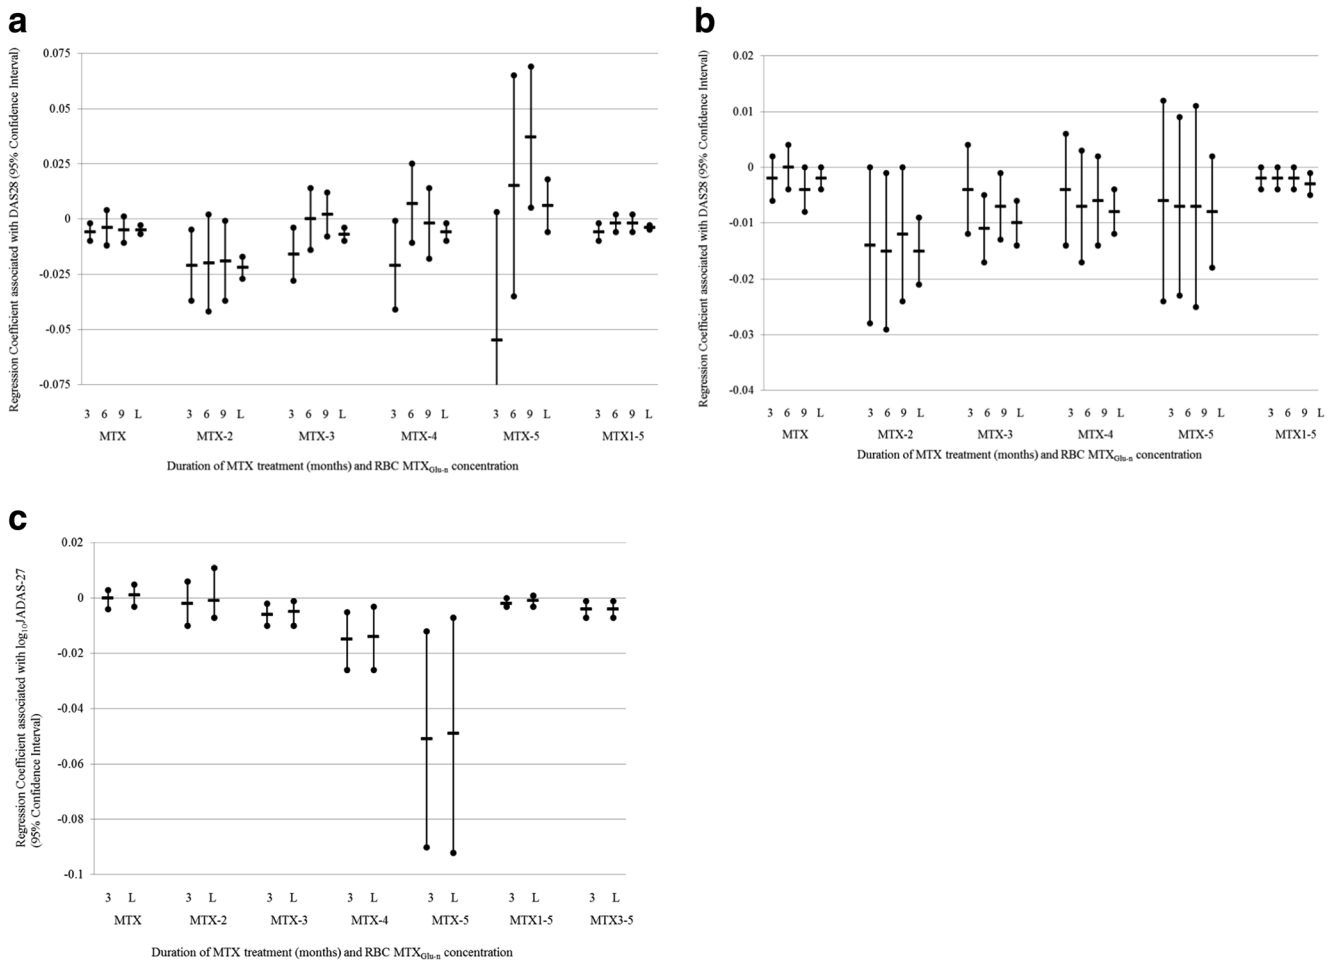 a
Regression Coefficient associated with DAS28 (95% Confidence Interval)
0.075
0.05
0.025
0
-0.025
-0.05
-0.075
3 6 9 L 3 6 9 L 3 6 9 L 3 6 9 L 3 6 9 L 3 6 9 L
MTX MTX-2 MTX-3 MTX-4 MTX-5 MTX1-5
Duration of MTX treatment (months) and RBC MTXGlu-n concentration
b
Regression Coefficient associated with DAS28 (95% Confidence Interval)
0.02
0.01
0
-0.01
-0.02
-0.03
-0.04
3 6 9 L 3 6 9 L 3 6 9 L 3 6 9 L 3 6 9 L 3 6 9 L
MTX MTX-2 MTX-3 MTX-4 MTX-5 MTX1-5
Duration of MTX treatment (months) and RBC MTXGlu-n concentration
c
Regression Coefficient associated with log10JADAS-27
(95% Confidence Interval)
0.02
0
-0.02
-0.04
-0.06
-0.08
-0.1
3 L 3 L 3 L 3 L 3 L 3 L 3 L
MTX MTX-2 MTX-3 MTX-4 MTX-5 MTX1-5 MTX3-5
Duration of MTX treatment (months) and RBC MTXGlu-n concentration